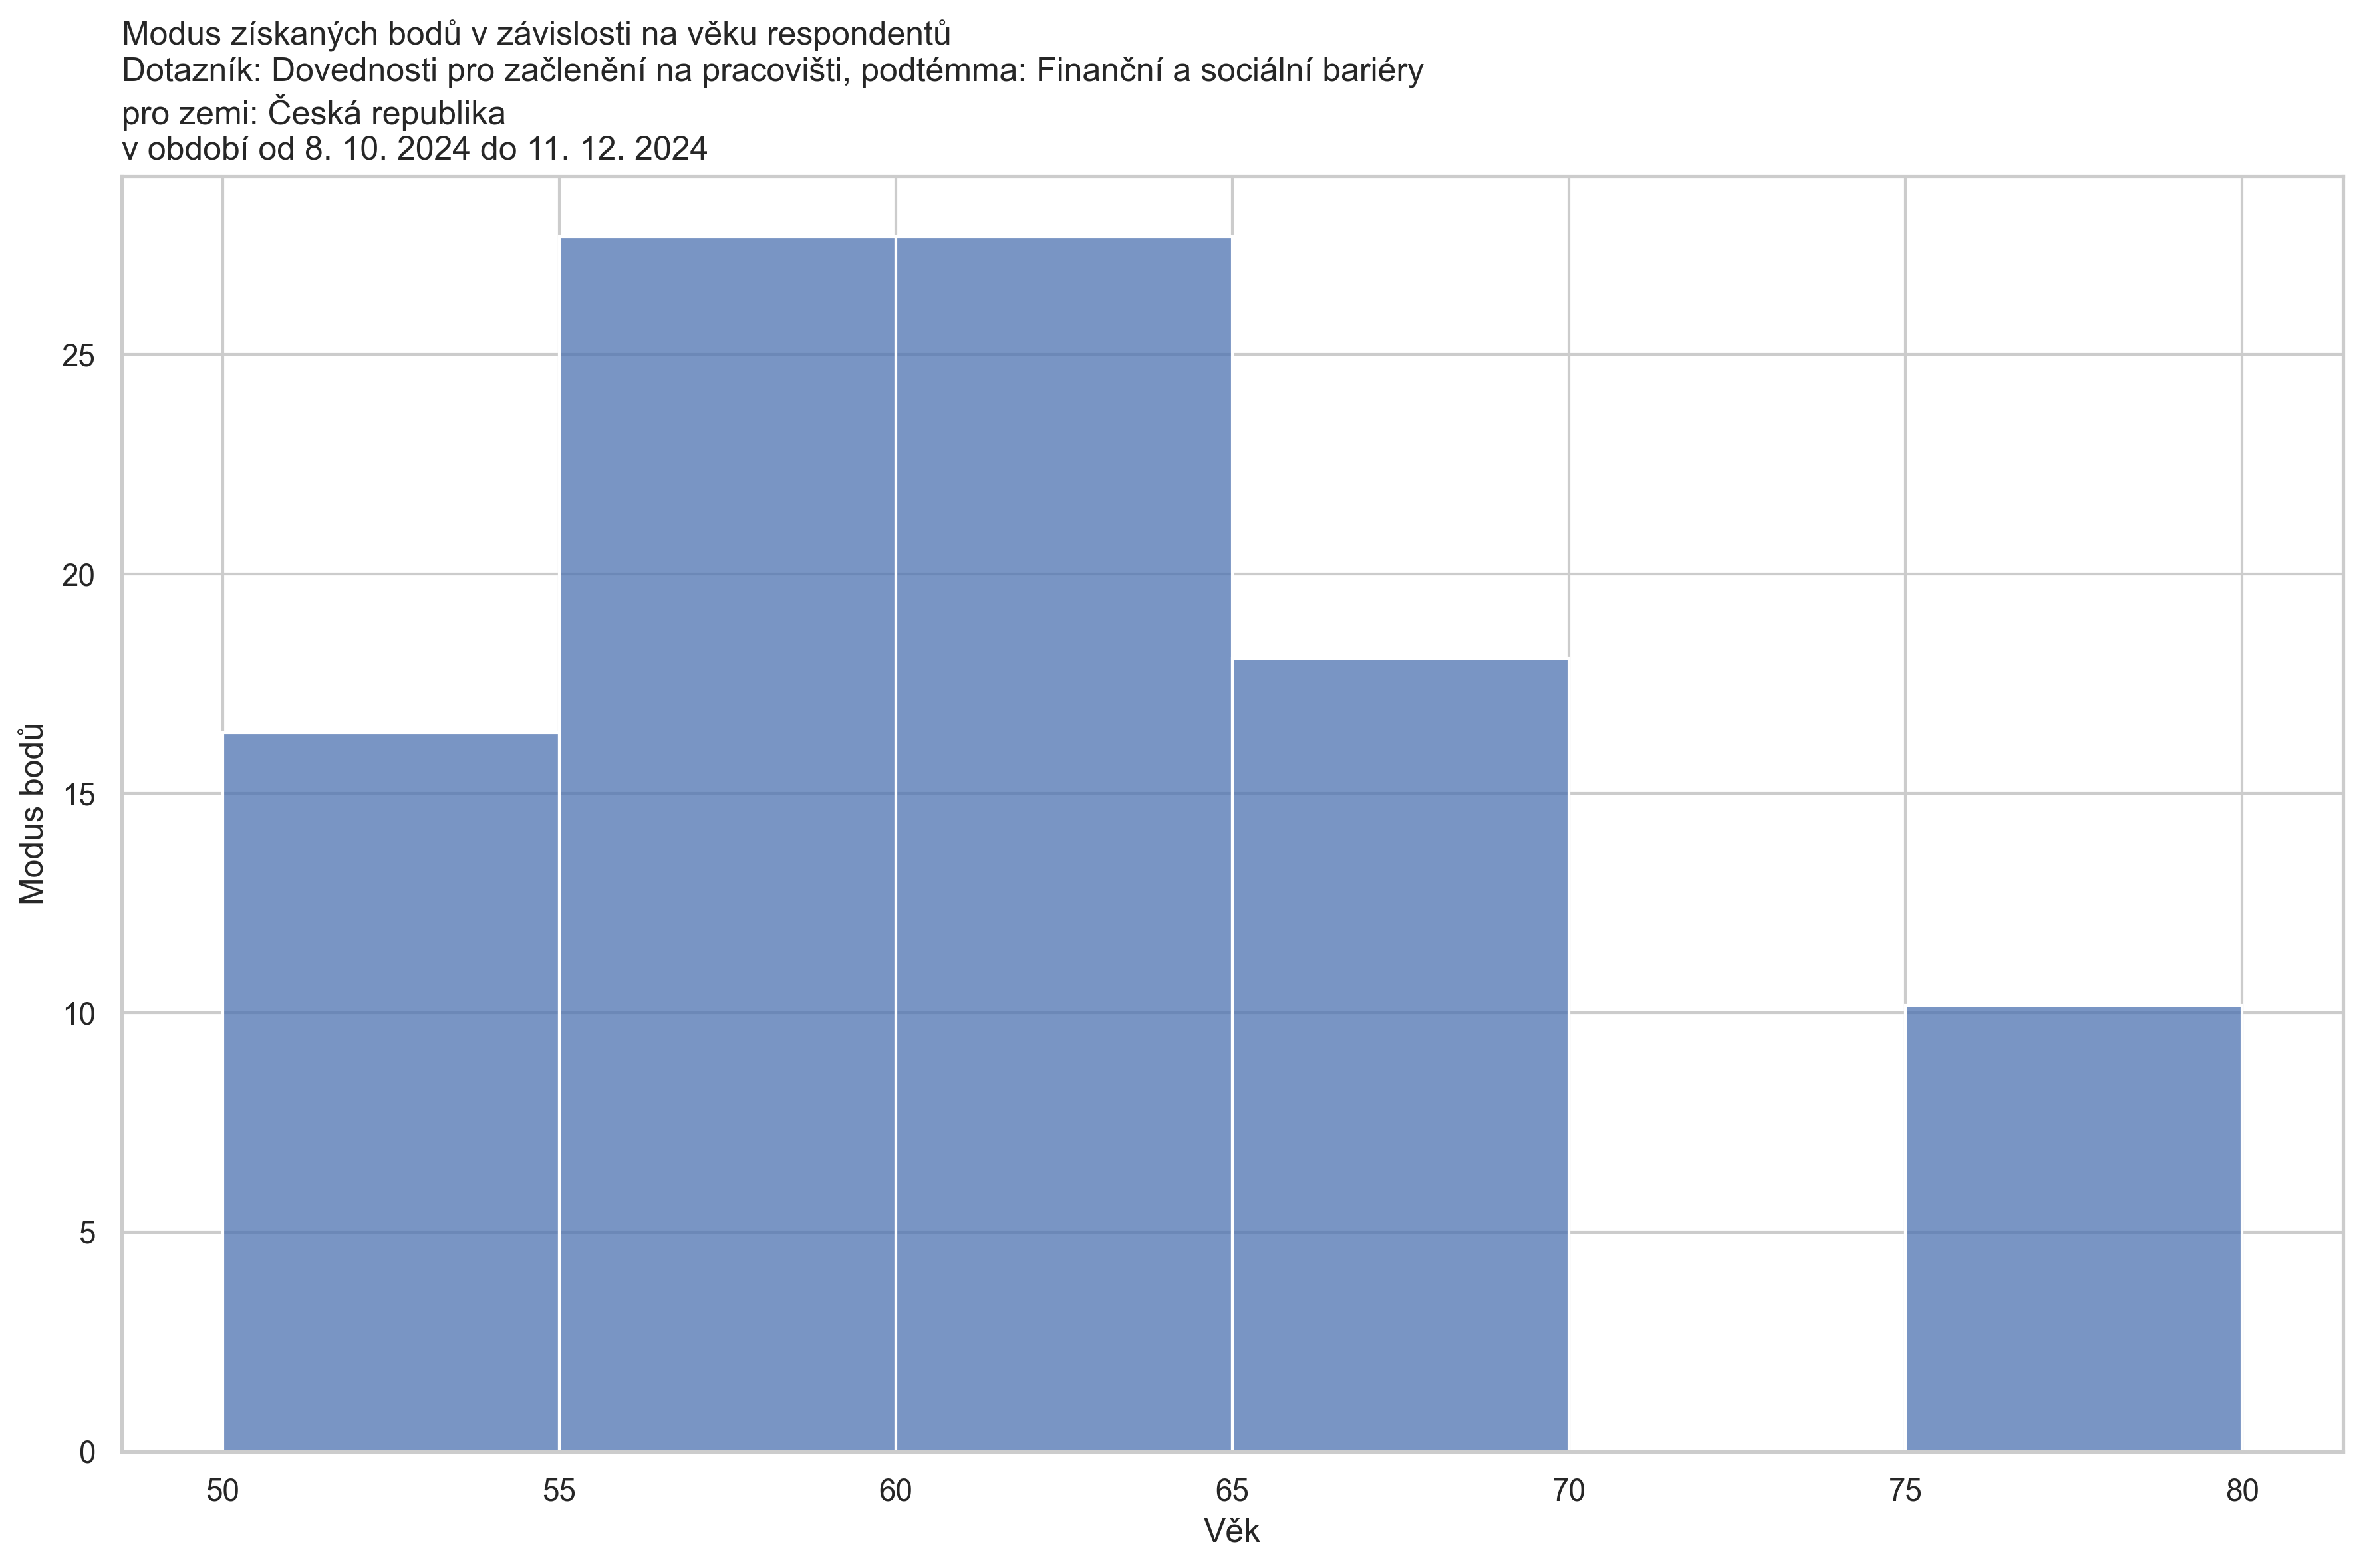 Modus získaných bodů v závislosti na věku respondentů
Dotazník: Dovednosti pro začlenění na pracovišti, podtémma: Finanční a sociální bariéry
pro zemi: Česká republika
v období od 8. 10. 2024 do 11. 12. 2024
25
20
15
10
5
0
Modus bodů
50 55 60 65 70 75 80
Věk